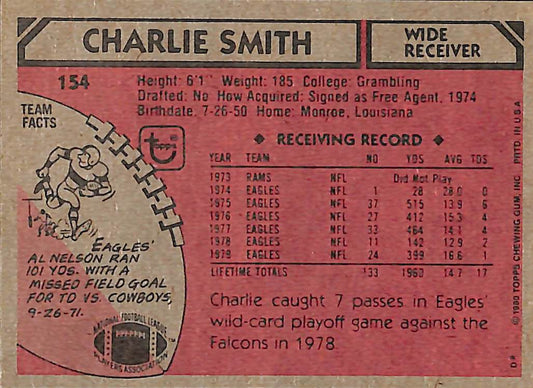 CHARLIE SMITH
WIDE
RECEIVER
154
Height: 6'1" Weight: 185 College: Grambling
Drafted: No How Acquired: Signed as Free Agent, 1974
Birthdate: 7-26-50 Home: Monroe, Louisiana
TEAM
FACTS
EAGLES'
AL NELSON RAN
101 YDS. WITH A
MISSED FIELD GOAL
FOR TD VS. COWBOYS,
9-26-71.
NATIONAL FOOTBALL LEAGUE
PLAYERS ASSOCIATION
◆ RECEIVING RECORD ◆
YEAR TEAM NO YDS AVG TDS
1973 RAMS NFL Did Not Play
1974 EAGLES NFL 1 28 28.0 0
1975 EAGLES NFL 37 515 13.9 6
1976 EAGLES NFL 27 412 15.3 4
1977 EAGLES NFL 33 464 14.1 4
1978 EAGLES NFL 11 142 12.9 2
1979 EAGLES NFL 24 399 16.6 1
LIFETIME TOTALS 133 1960 14.7 17
Charlie caught 7 passes in Eagles'
wild-card playoff game against the
Falcons in 1978.
©1980 TOPPS CHEWING GUM, INC. PRTD. IN U.S.A.
DP